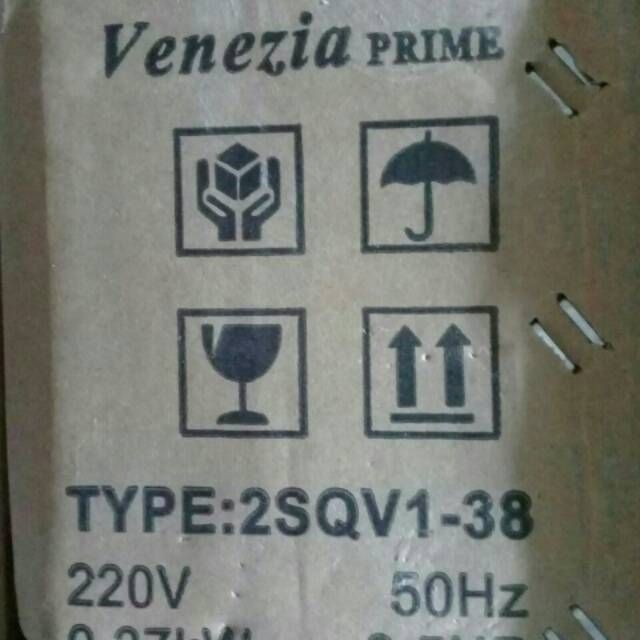 Venezia PRIME
TYPE:2SQV1-38
220V 50Hz